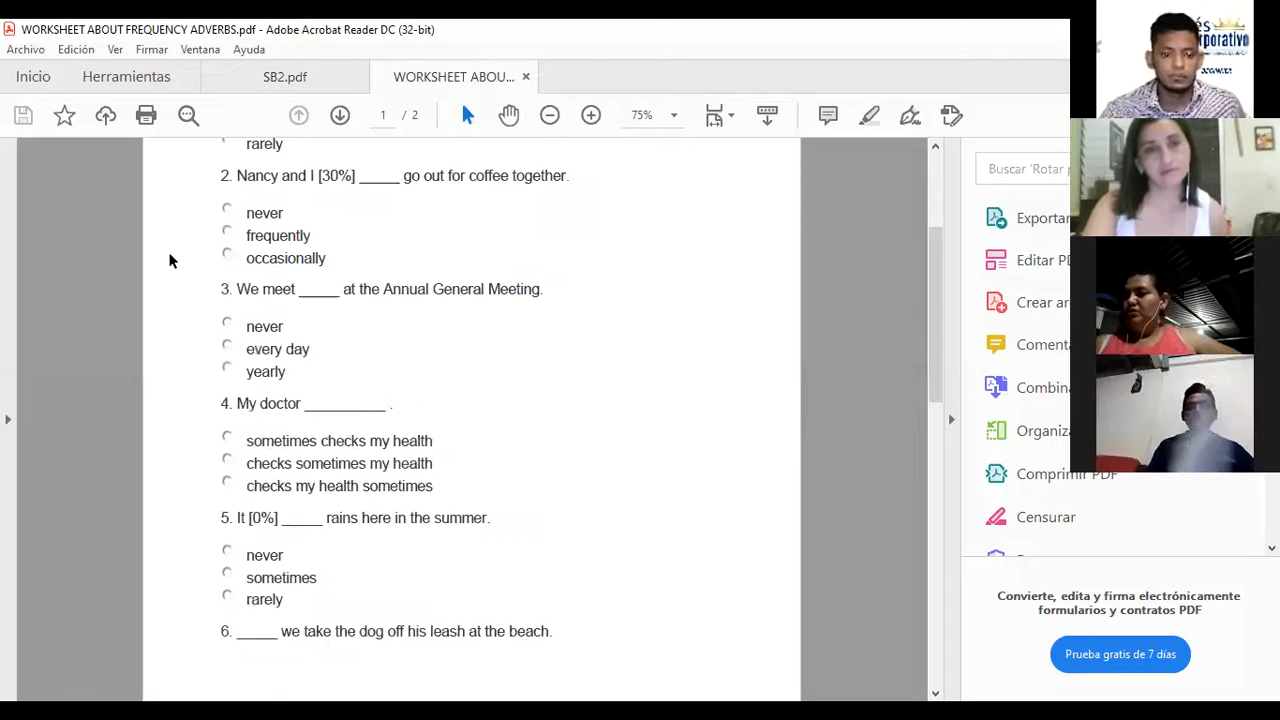 WORKSHEET ABOUT FREQUENCY ADVERBS.pdf - Adobe Acrobat Reader DC (32-bit)
Archivo Edición Ver Firmar Ventana Ayuda
Inicio Herramientas SB2.pdf WORKSHEET ABOU... ×
1 / 2 75%
rarely
2. Nancy and I [30%] _____ go out for coffee together.
never
frequently
occasionally
3. We meet _____ at the Annual General Meeting.
never
every day
yearly
4. My doctor __________ .
sometimes checks my health
checks sometimes my health
checks my health sometimes
5. It [0%] _____ rains here in the summer.
never
sometimes
rarely
6. _____ we take the dog off his leash at the beach.
Buscar 'Rotar
Exportar
Editar PD
Crear ar
Comenta
Combina
Organiza
Comprimir PDF
Censurar
Convierte, edita y firma electrónicamente
formularios y contratos PDF
Prueba gratis de 7 días
és
rporativo